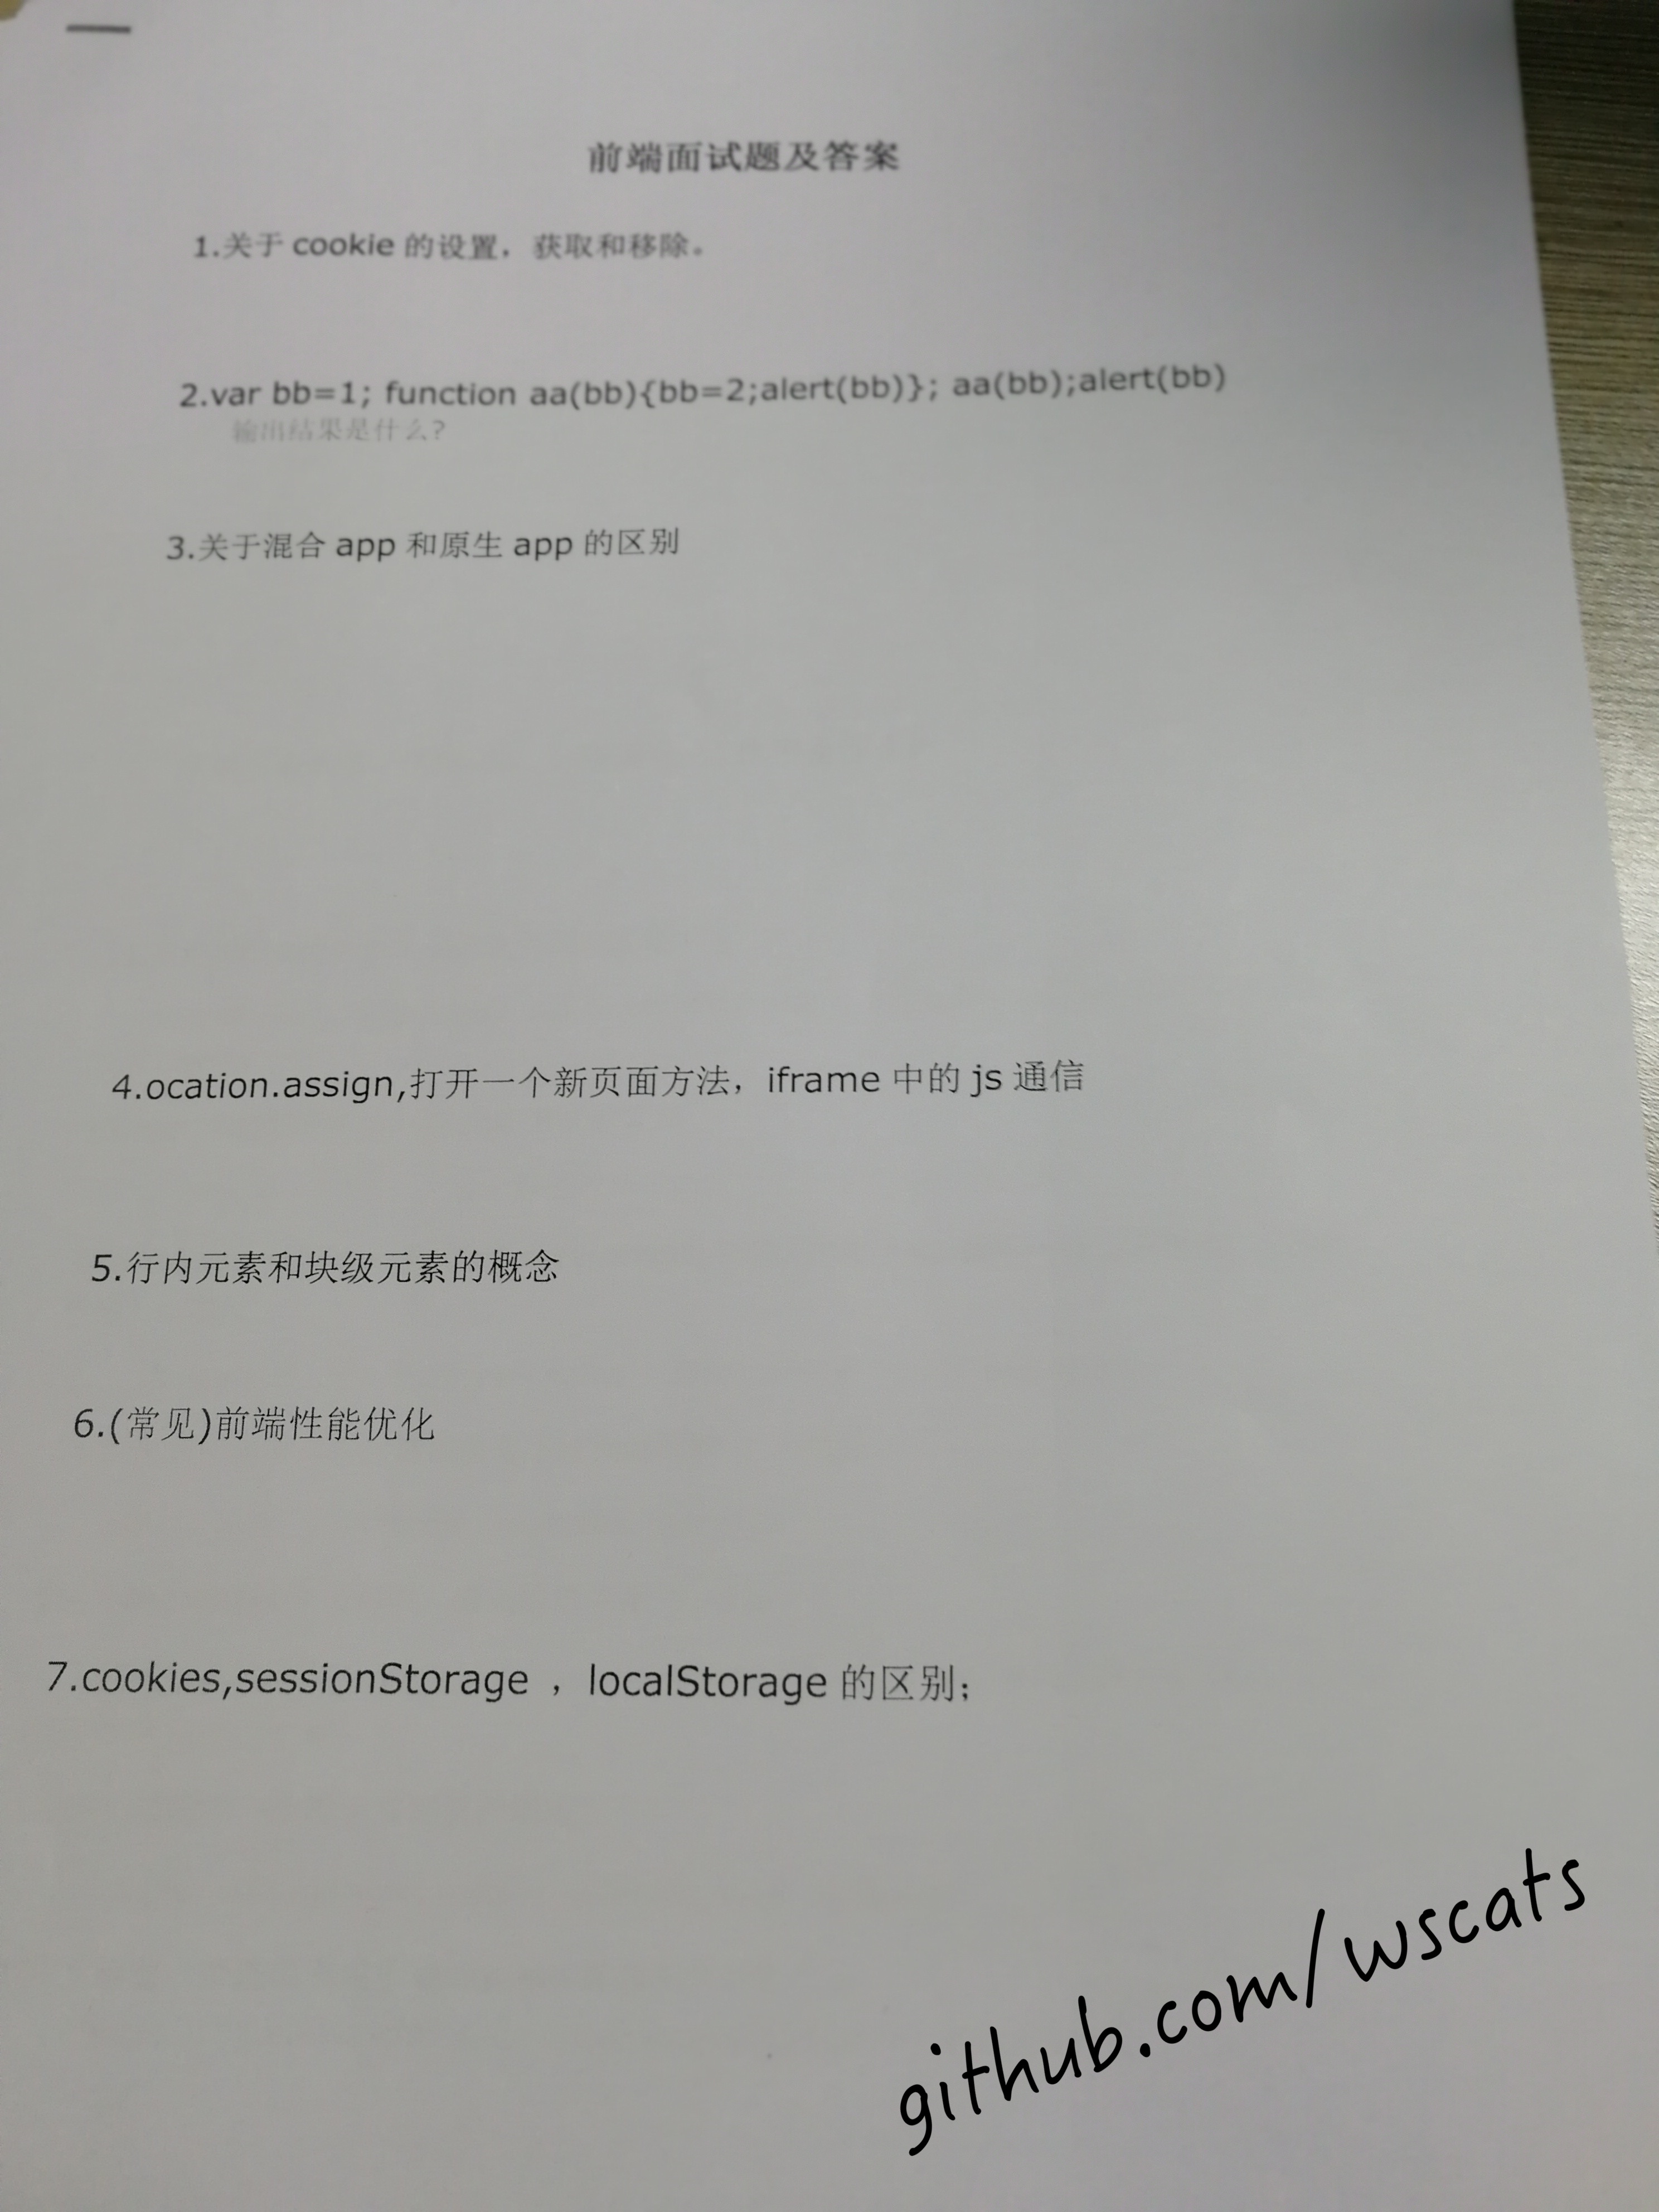 前端面试题及答案
1.关于 cookie 的设置，获取和移除。
2.var bb=1; function aa(bb){bb=2;alert(bb)}; aa(bb);alert(bb)
输出结果是什么?
3.关于混合 app 和原生 app 的区别
4.ocation.assign,打开一个新页面方法，iframe 中的 js 通信
5.行内元素和块级元素的概念
6.(常见)前端性能优化
7.cookies,sessionStorage ，localStorage 的区别；
github.com/wscats